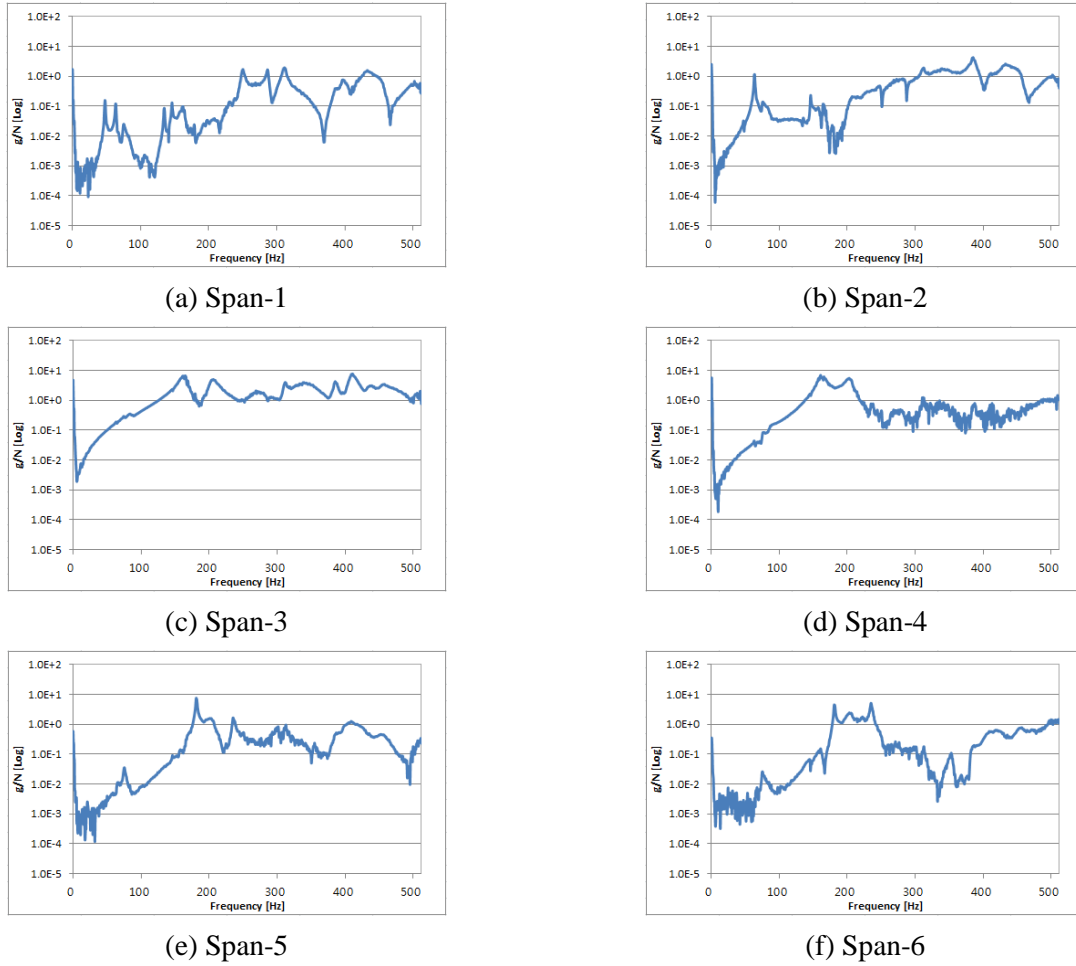 1.0E+2 1.0E+2
1.0E+1 1.0E+1
1.0E+0 1.0E+0
1.0E-1 1.0E-1
1.0E-2 1.0E-2
1.0E-3 1.0E-3
1.0E-4 1.0E-4
1.0E-5 1.0E-5
g/N [Log] g/N [Log]
0 100 200 300 400 500 0 100 200 300 400 500
Frequency [Hz] Frequency [Hz]
(a) Span-1 (b) Span-2
1.0E+2 1.0E+2
1.0E+1 1.0E+1
1.0E+0 1.0E+0
1.0E-1 1.0E-1
1.0E-2 1.0E-2
1.0E-3 1.0E-3
1.0E-4 1.0E-4
1.0E-5 1.0E-5
g/N [Log] g/N [Log]
0 100 200 300 400 500 0 100 200 300 400 500
Frequency [Hz] Frequency [Hz]
(c) Span-3 (d) Span-4
1.0E+2 1.0E+2
1.0E+1 1.0E+1
1.0E+0 1.0E+0
1.0E-1 1.0E-1
1.0E-2 1.0E-2
1.0E-3 1.0E-3
1.0E-4 1.0E-4
1.0E-5 1.0E-5
g/N [Log] g/N [Log]
0 100 200 300 400 500 0 100 200 300 400 500
Frequency [Hz] Frequency [Hz]
(e) Span-5 (f) Span-6